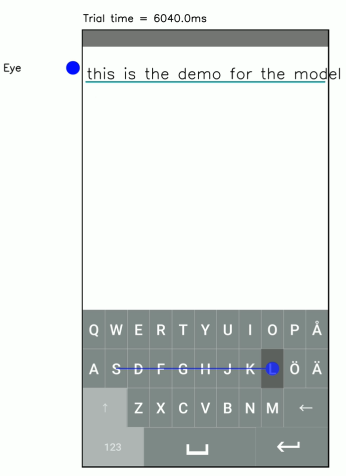 Trial time = 6040.0ms
Eye
this is the demo for the model
Q W E R T Y U I O P Å
A S D F G H J K L Ö Ä
↑ Z X C V B N M ←
123